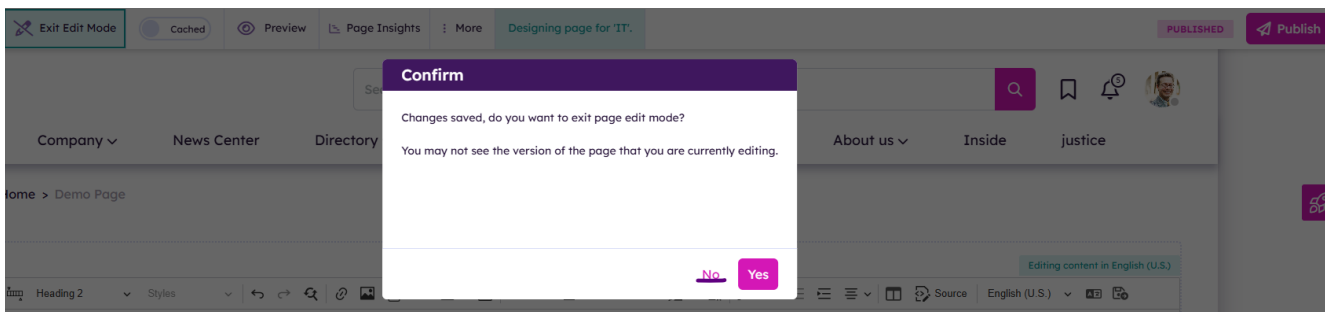 Exit Edit Mode Cached Preview Page Insights More Designing page for 'IT'. PUBLISHED Publish
Confirm
Se
5
Changes saved, do you want to exit page edit mode?
Company News Center Directory About us Inside justice
You may not see the version of the page that you are currently editing.
Home > Demo Page
Editing content in English (U.S.)
No Yes
Heading 2 Styles Source English (U.S.)